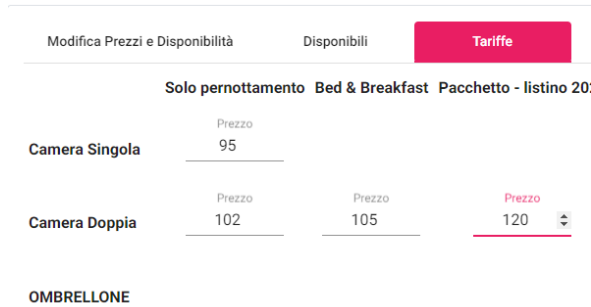 Modifica Prezzi e Disponibilità Disponibili Tariffe
Solo pernottamento Bed & Breakfast Pacchetto - listino
Prezzo
Camera Singola 95
Prezzo Prezzo Prezzo
Camera Doppia 102 105 120
OMBRELLONE